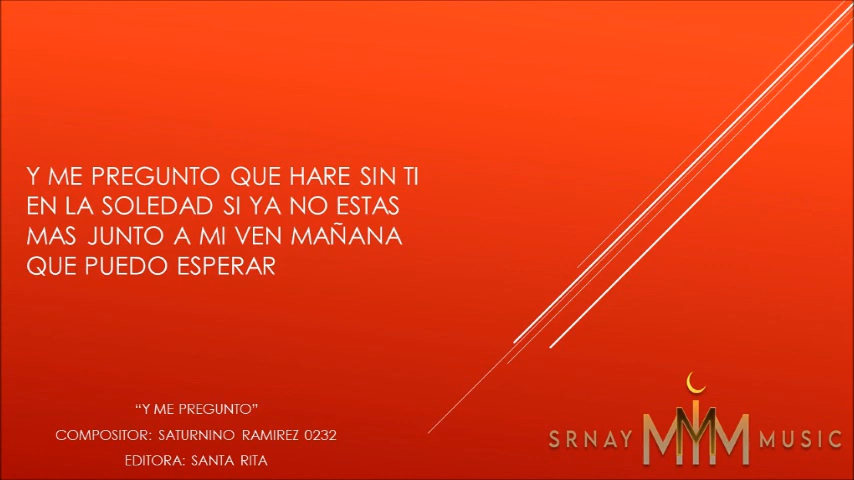 Y ME PREGUNTO QUE HARE SIN TI
EN LA SOLEDAD SI YA NO ESTAS
MAS JUNTO A MI VEN MAÑANA
QUE PUEDO ESPERAR
“Y ME PREGUNTO”
COMPOSITOR: SATURNINO RAMIREZ 0232
EDITORA: SANTA RITA
SRNAY MYM MUSIC